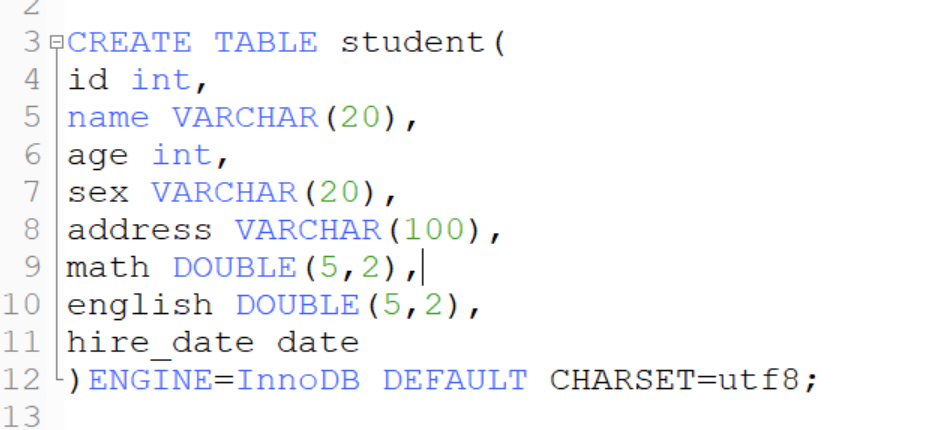 2
3 CREATE TABLE student(
4 id int,
5 name VARCHAR(20),
6 age int,
7 sex VARCHAR(20),
8 address VARCHAR(100),
9 math DOUBLE(5,2),
10 english DOUBLE(5,2),
11 hire_date date
12 )ENGINE=InnoDB DEFAULT CHARSET=utf8;
13